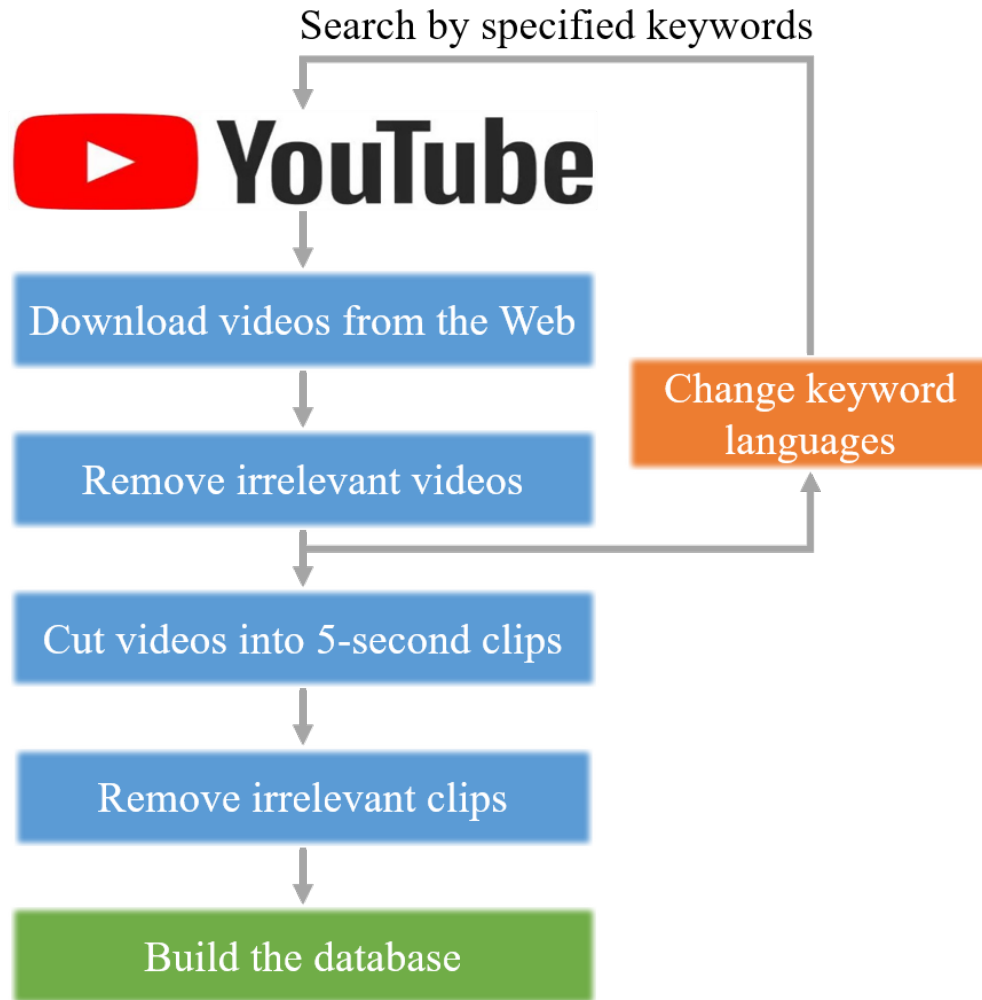 Search by specified keywords
YouTube
Download videos from the Web
Change keyword
languages
Remove irrelevant videos
Cut videos into 5-second clips
Remove irrelevant clips
Build the database